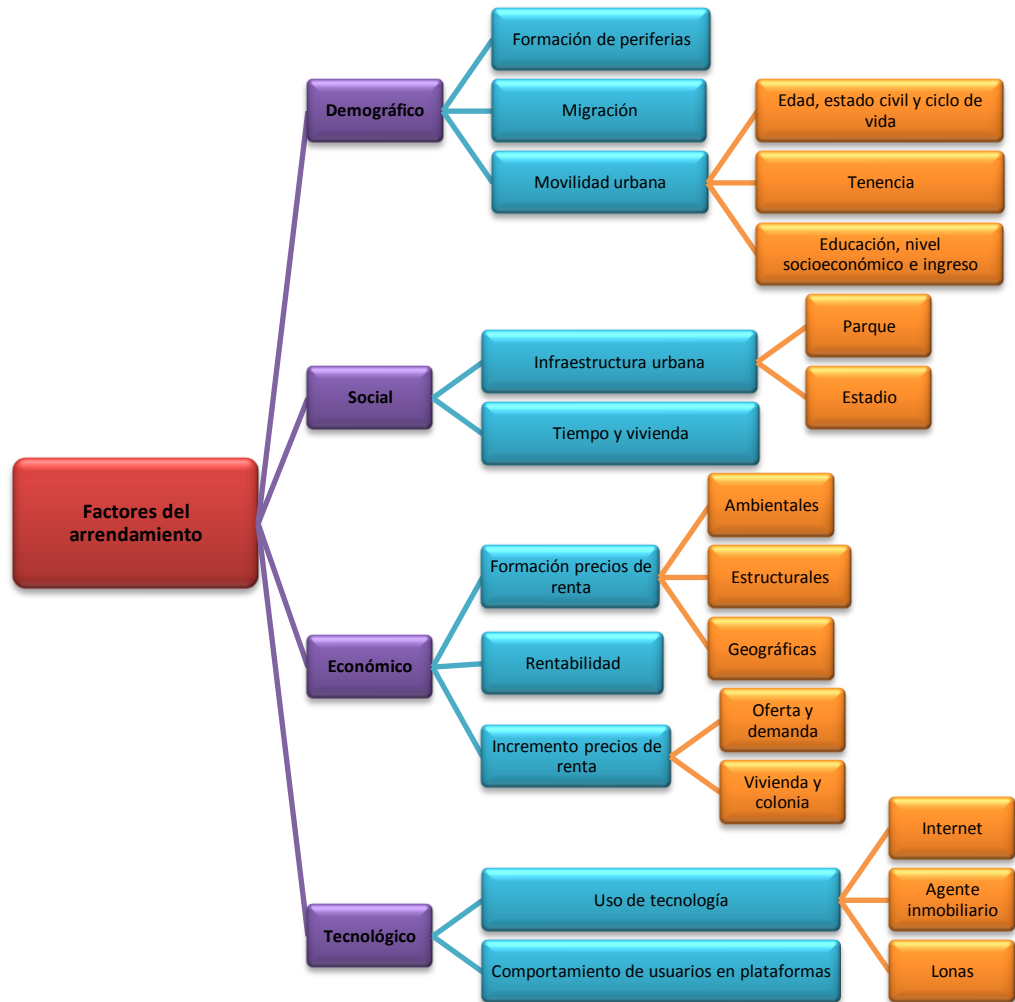 Factores del
arrendamiento
Demográfico
Formación de periferias
Migración
Movilidad urbana
Edad, estado civil y ciclo de
vida
Tenencia
Educación, nivel
socioeconómico e ingreso
Social
Infraestructura urbana
Parque
Estadio
Tiempo y vivienda
Económico
Formación precios de
renta
Ambientales
Estructurales
Geográficas
Rentabilidad
Incremento precios de
renta
Oferta y
demanda
Vivienda y
colonia
Tecnológico
Uso de tecnología
Internet
Agente
inmobiliario
Lonas
Comportamiento de usuarios en plataformas